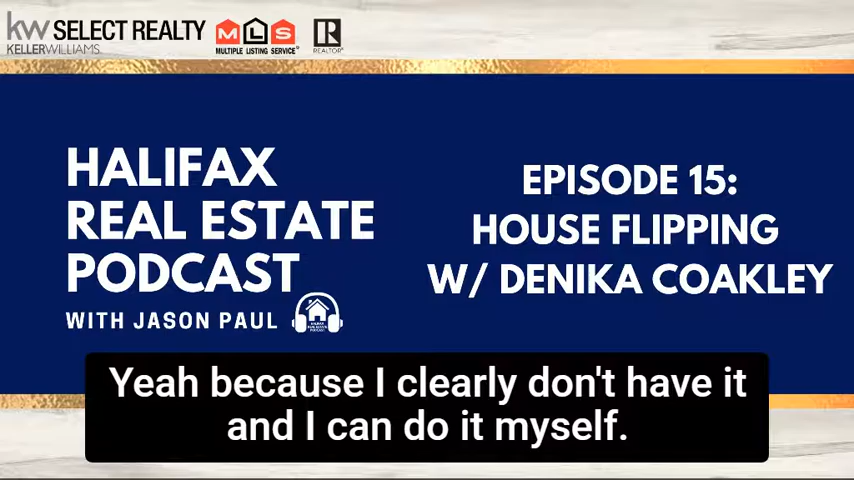 kw SELECT REALTY
KELLERWILLIAMS.
MLS
MULTIPLE LISTING SERVICE®
R
REALTOR®
HALIFAX
REAL ESTATE
PODCAST
WITH JASON PAUL
EPISODE 15:
HOUSE FLIPPING
W/ DENIKA COAKLEY
Yeah because I clearly don't have it
and I can do it myself.